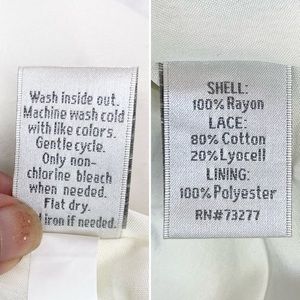 Wash inside out.
Machine wash cold
with like colors.
Gentle cycle.
Only non-
chlorine bleach
when needed.
Flat dry.
iron if needed.
SHELL:
100% Rayon
LACE:
80% Cotton
20% Lyocell
LINING:
100% Polyester
RN#73277